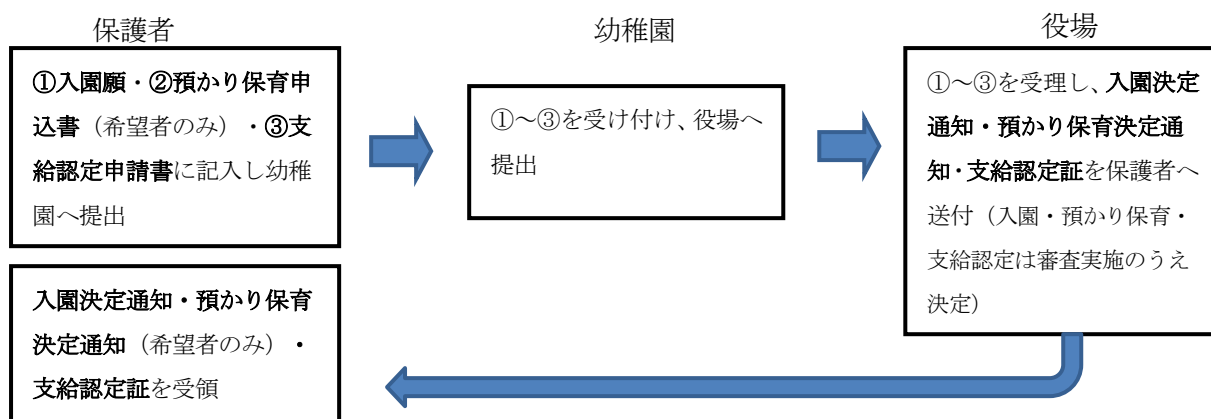 保護者
①入園願・②預かり保育申
込書（希望者のみ）・③支
給認定申請書に記入し幼稚
園へ提出
幼稚園
①～③を受け付け、役場へ
提出
役場
①～③を受理し、入園決定
通知・預かり保育決定通
知・支給認定証を保護者へ
送付（入園・預かり保育・
支給認定は審査実施のうえ
決定）
入園決定通知・預かり保育
決定通知（希望者のみ）・
支給認定証を受領